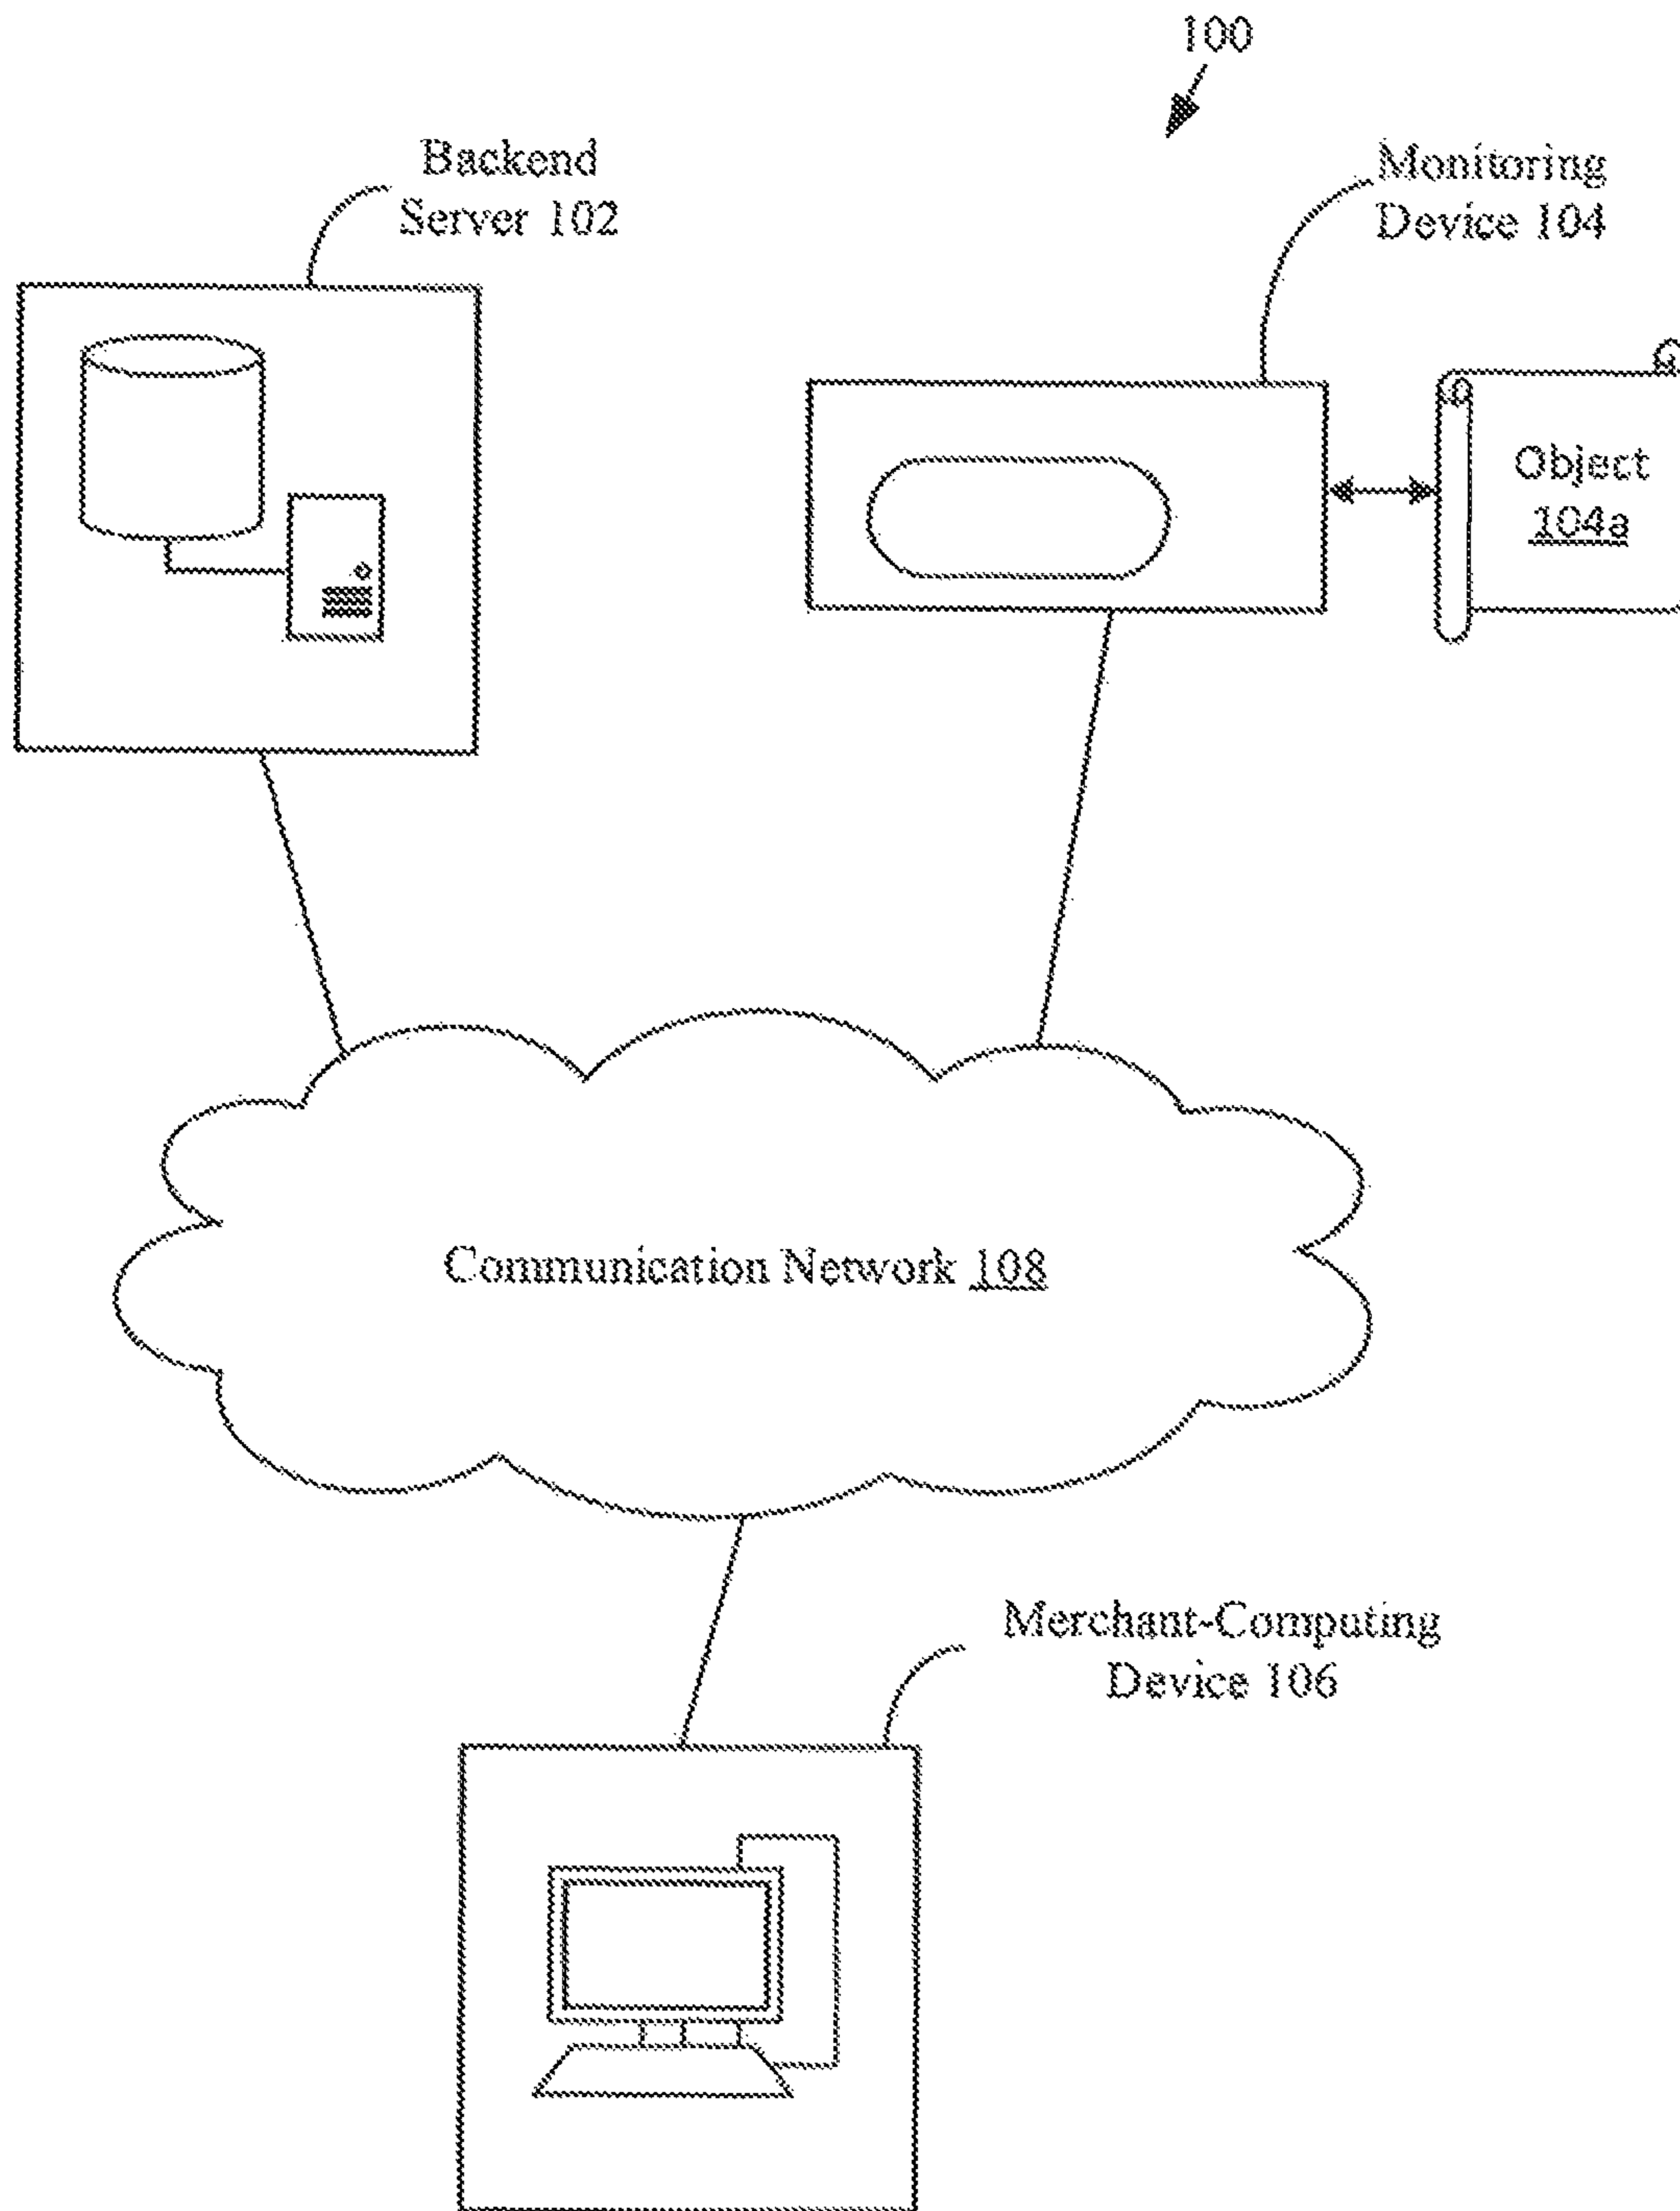 100
Backend
Server 102
Monitoring
Device 104
Object
104a
Communication Network 108
Merchant-Computing
Device 106